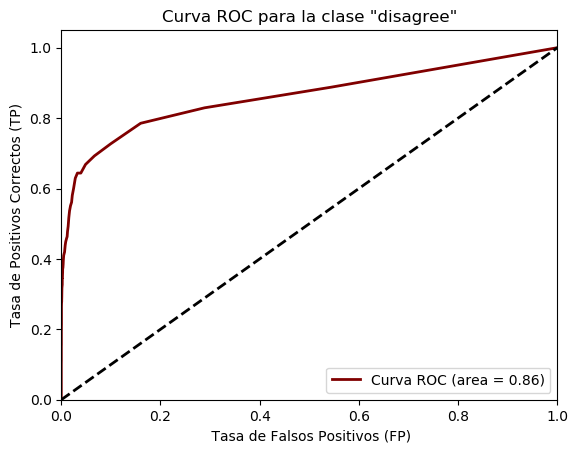 Curva ROC para la clase "disagree"
Tasa de Positivos Correctos (TP)
1.0
0.8
0.6
0.4
0.2
0.0
Curva ROC (area = 0.86)
0.0 0.2 0.4 0.6 0.8 1.0
Tasa de Falsos Positivos (FP)